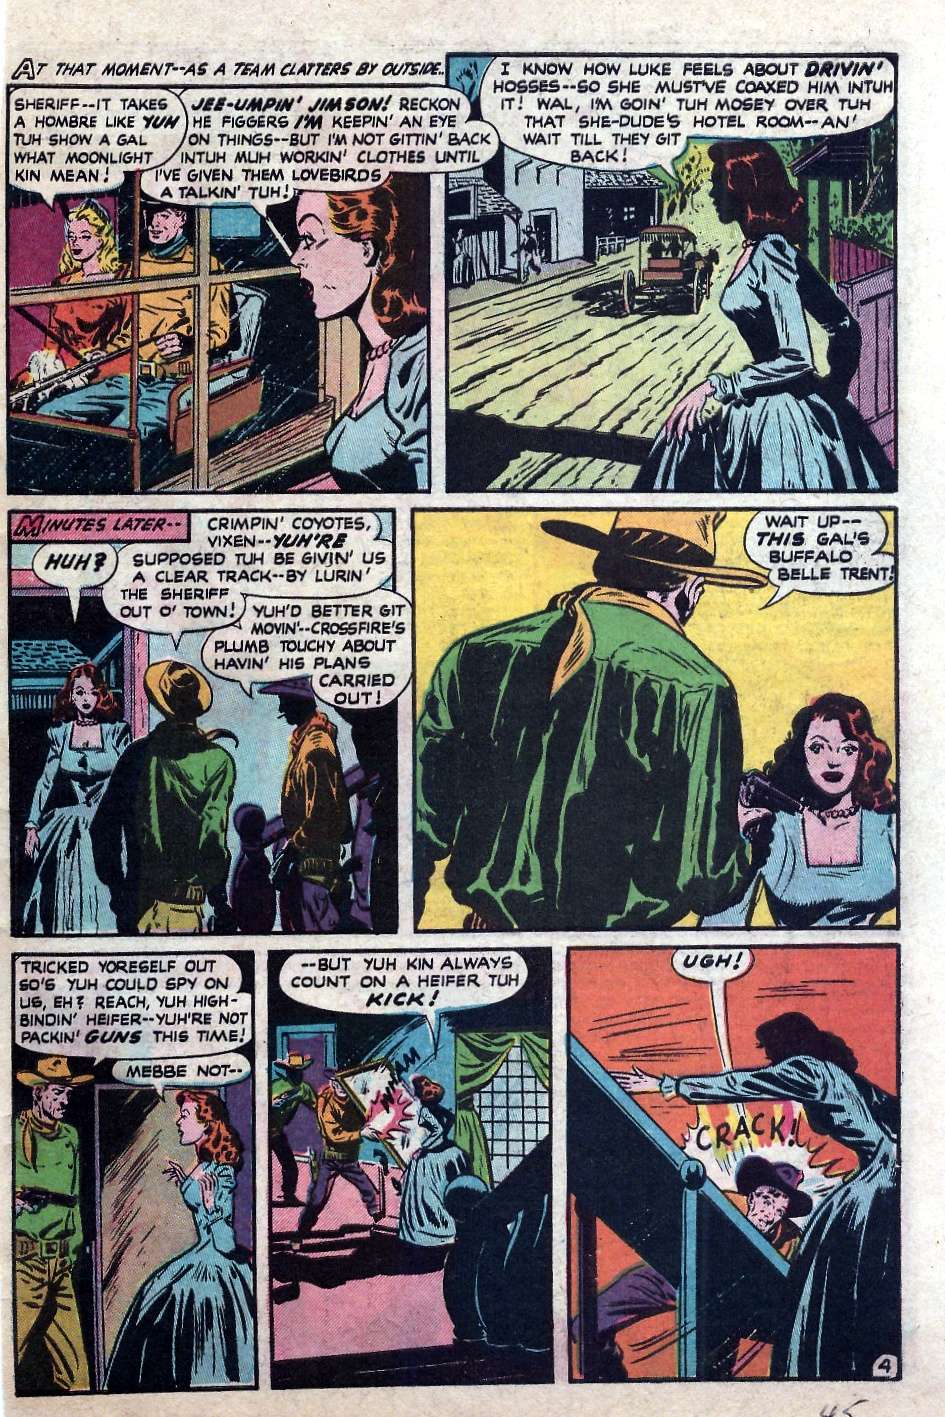 AT THAT MOMENT--AS A TEAM CLATTERS BY OUTSIDE..
SHERIFF--IT TAKES
A HOMBRE LIKE YUH
TUH SHOW A GAL
WHAT MOONLIGHT
KIN MEAN!
JEE-UMPIN' JIMSON! RECKON
HE FIGGERS I'M KEEPIN' AN EYE
ON THINGS--BUT I'M NOT GITTIN' BACK
INTUH MUH WORKIN' CLOTHES UNTIL
I'VE GIVEN THEM LOVEBIRDS
A TALKIN' TUH!
I KNOW HOW LUKE FEELS ABOUT DRIVIN'
HOSSES--SO SHE MUST'VE COAXED HIM INTUH
IT! WAL, I'M GOIN' TUH MOSEY OVER TUH
THAT SHE-DUDE'S HOTEL ROOM--AN'
WAIT TILL THEY GIT
BACK!
MINUTES LATER--
HUH?
CRIMPIN' COYOTES,
VIXEN--YUH'RE
SUPPOSED TUH BE GIVIN' US
A CLEAR TRACK--BY LURIN'
THE SHERIFF
OUT O' TOWN!
YUH'D BETTER GIT
MOVIN'--CROSSFIRE'S
PLUMB TOUCHY ABOUT
HAVIN' HIS PLANS
CARRIED
OUT!
WAIT UP--
THIS GAL'S
BUFFALO
BELLE TRENT!
TRICKED YORESELF OUT
SO'S YUH COULD SPY ON
US, EH? REACH, YUH HIGH-
BINDIN' HEIFER--YUH'RE NOT
PACKIN' GUNS THIS TIME!
MEBBE NOT--
--BUT YUH KIN ALWAYS
COUNT ON A HEIFER TUH
KICK!
WHAM
UGH!
CRACK!
4
45